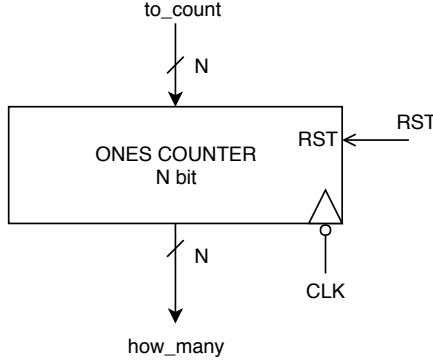 to_count
N
RST
RST
ONES COUNTER
N bit
N
CLK
how_many